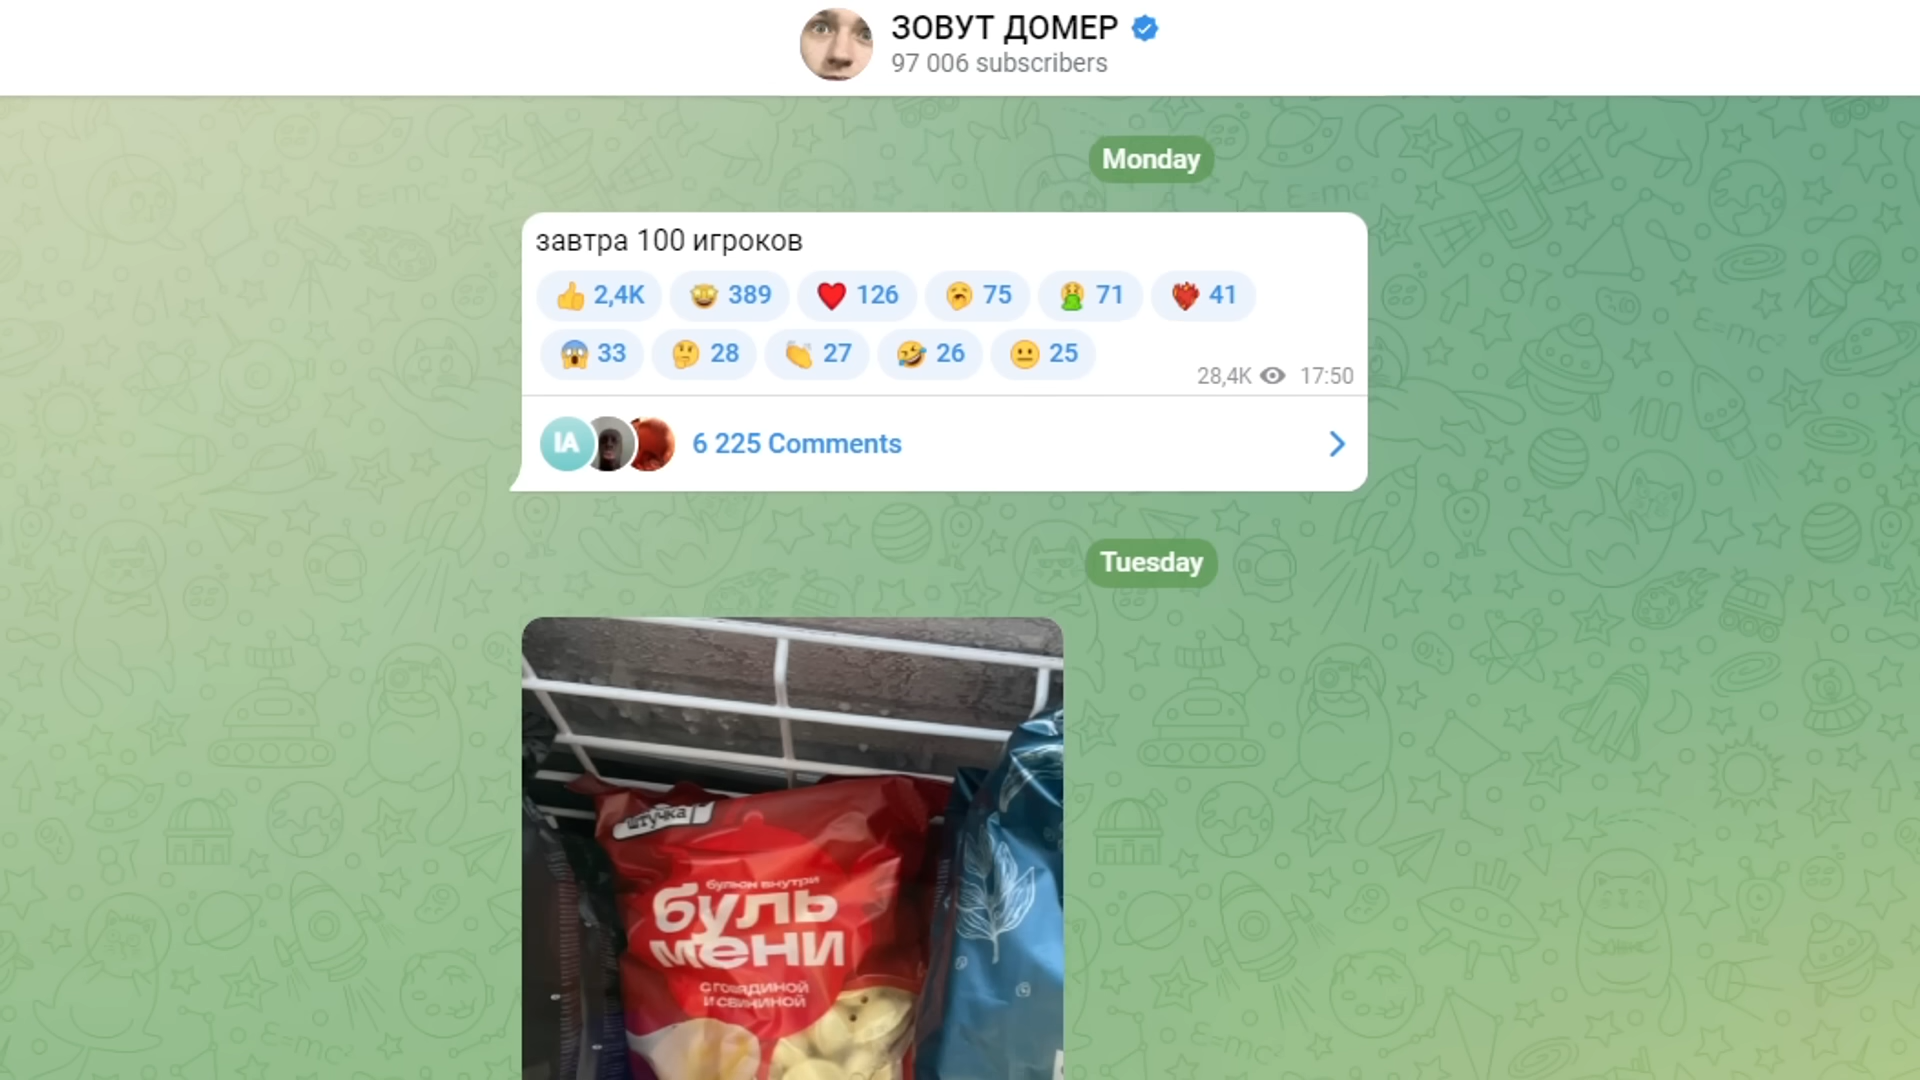 ЗОВУТ ДОМЕР
97 006 subscribers
Monday
завтра 100 игроков
2,4K 389 126 75 71 41
33 28 27 26 25
28,4K 17:50
IA 6 225 Comments
Tuesday
штучка
бульон внутри
буль
мени
с говядиной
и свининой